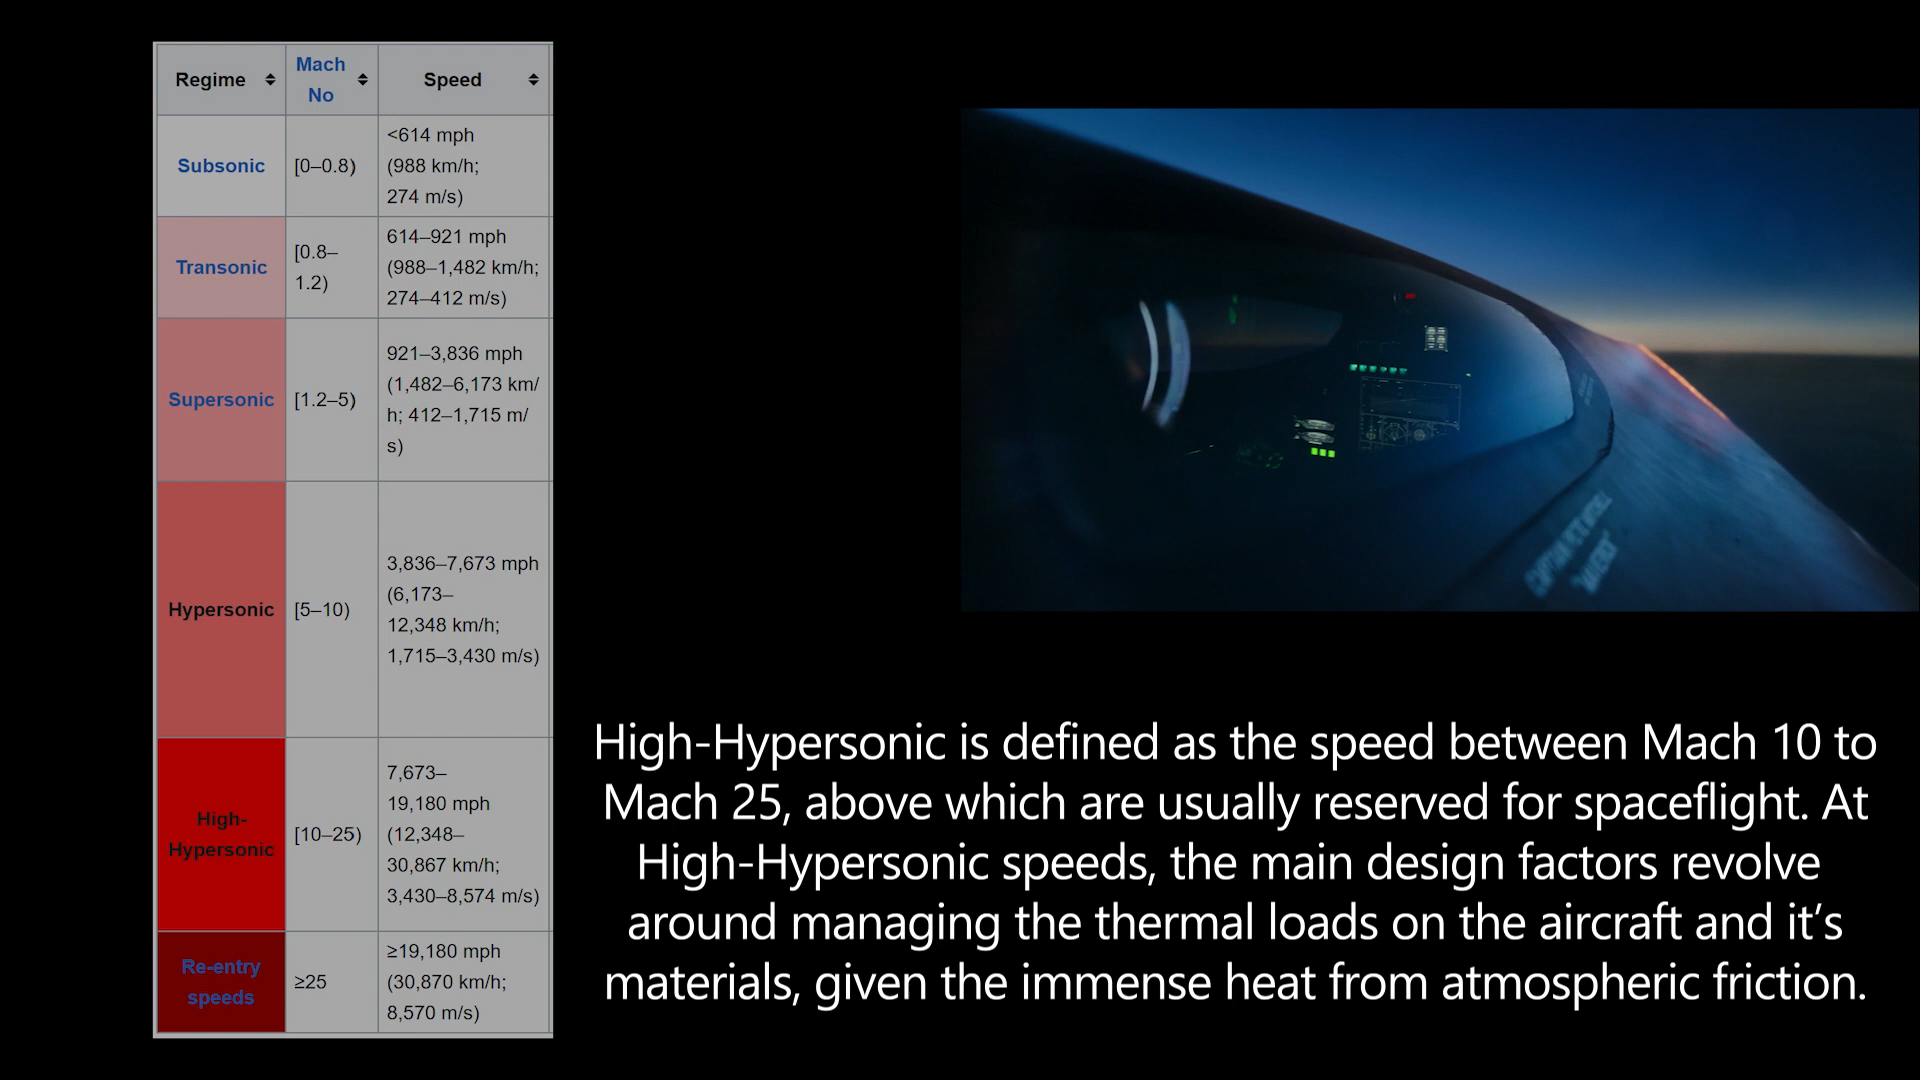 Regime
Mach
No
Speed
Subsonic
[0–0.8)
<614 mph
(988 km/h;
274 m/s)
Transonic
[0.8–
1.2)
614–921 mph
(988–1,482 km/h;
274–412 m/s)
Supersonic
[1.2–5)
921–3,836 mph
(1,482–6,173 km/
h; 412–1,715 m/
s)
Hypersonic
[5–10)
3,836–7,673 mph
(6,173–
12,348 km/h;
1,715–3,430 m/s)
High-
Hypersonic
[10–25)
7,673–
19,180 mph
(12,348–
30,867 km/h;
3,430–8,574 m/s)
Re-entry
speeds
≥25
≥19,180 mph
(30,870 km/h;
8,570 m/s)
High-Hypersonic is defined as the speed between Mach 10 to
Mach 25, above which are usually reserved for spaceflight. At
High-Hypersonic speeds, the main design factors revolve
around managing the thermal loads on the aircraft and it’s
materials, given the immense heat from atmospheric friction.